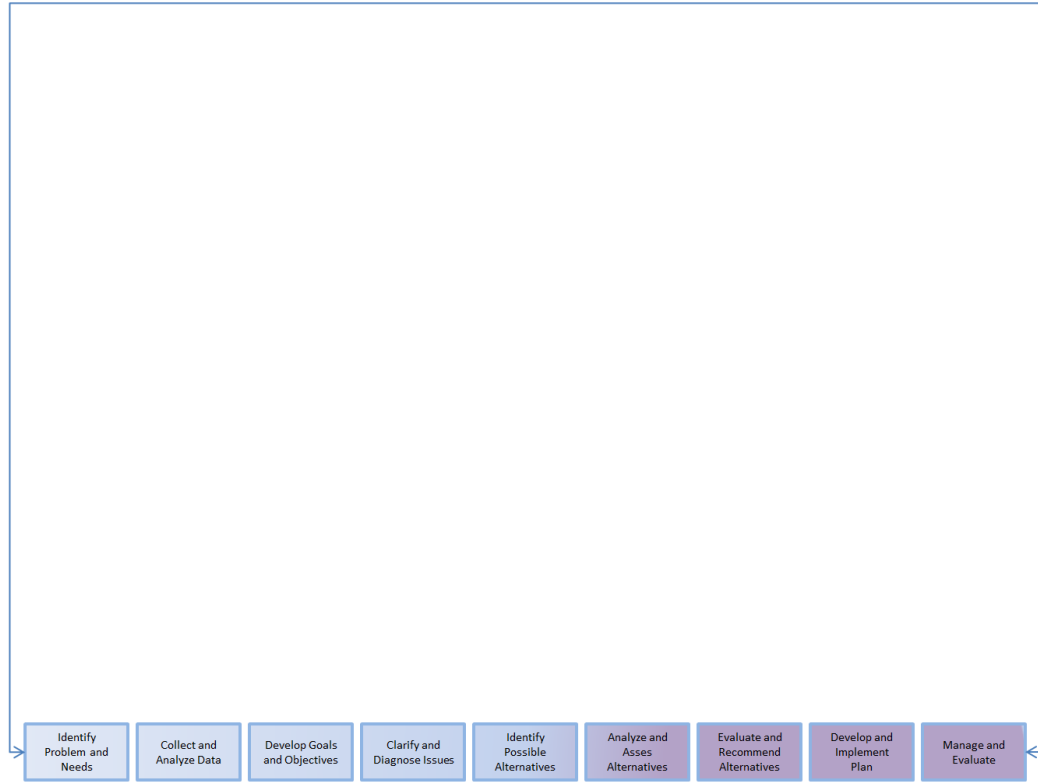 Identify
Problem and
Needs
Collect and
Analyze Data
Develop Goals
and Objectives
Clarify and
Diagnose Issues
Identify
Possible
Alternatives
Analyze and
Asses
Alternatives
Evaluate and
Recommend
Alternatives
Develop and
Implement
Plan
Manage and
Evaluate